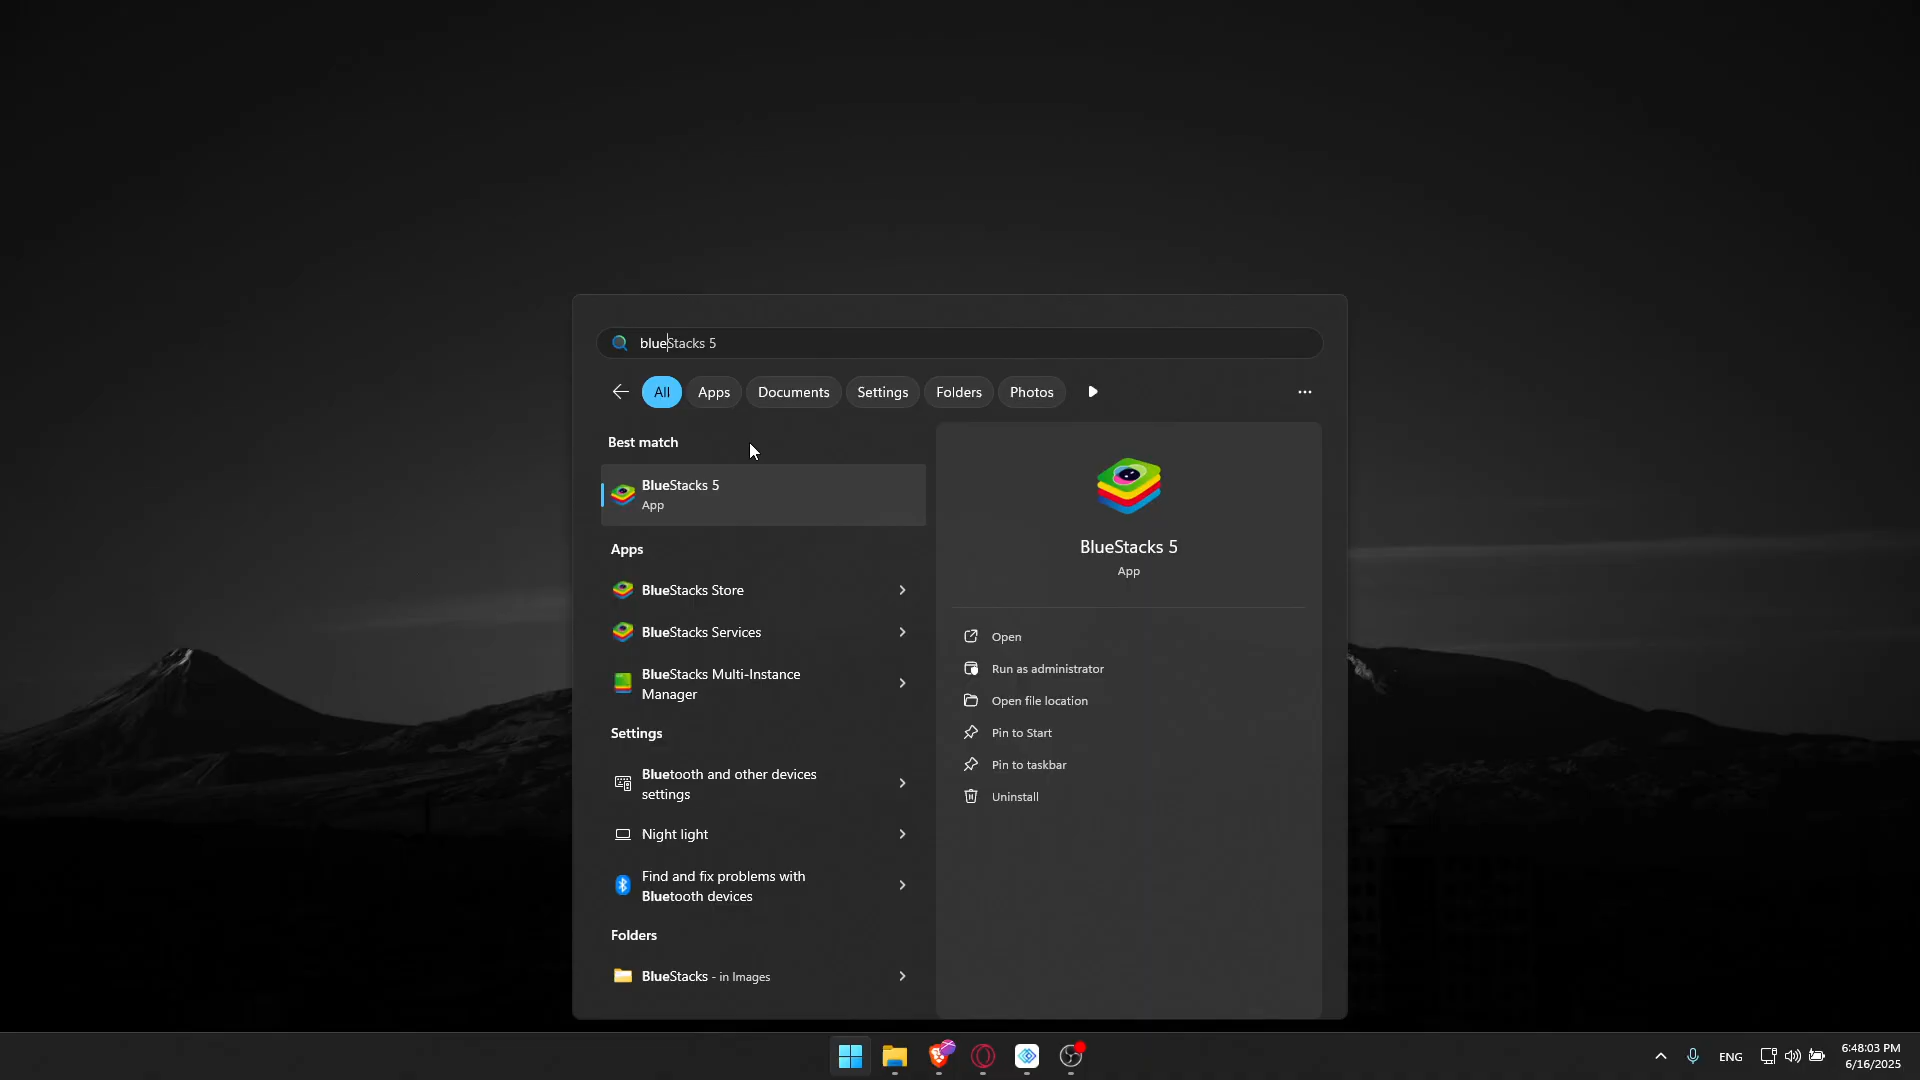 blueStacks 5
All
Apps
Documents
Settings
Folders
Photos
Best match
BlueStacks 5
App
Apps
BlueStacks Store
BlueStacks Services
BlueStacks Multi-Instance
Manager
Settings
Bluetooth and other devices
settings
Night light
Find and fix problems with
Bluetooth devices
Folders
BlueStacks - in Images
BlueStacks 5
App
Open
Run as administrator
Open file location
Pin to Start
Pin to taskbar
Uninstall
ENG
6:48:03 PM
6/16/2025